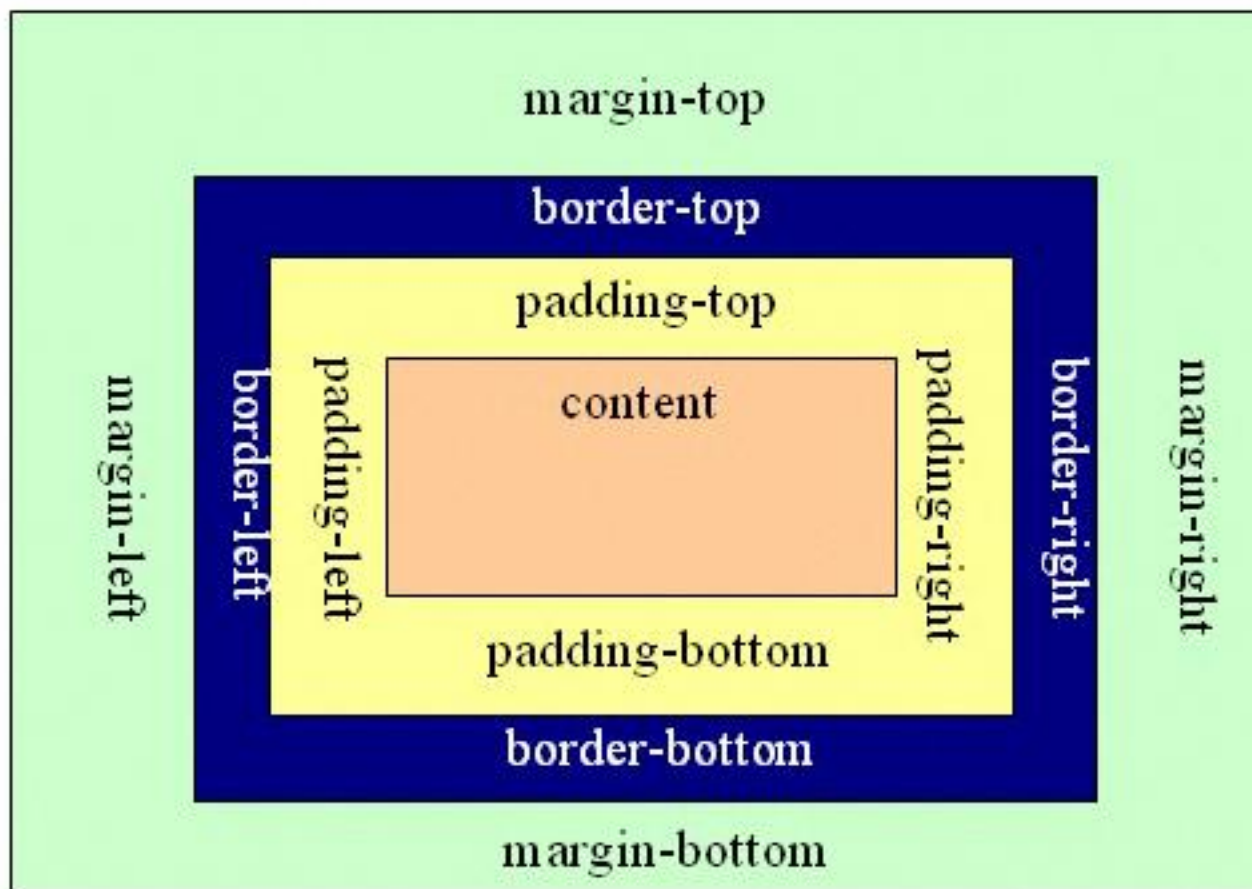 margin-top
border-top
padding-top
margin-left
border-left
padding-left
content
padding-right
border-right
margin-right
padding-bottom
border-bottom
margin-bottom